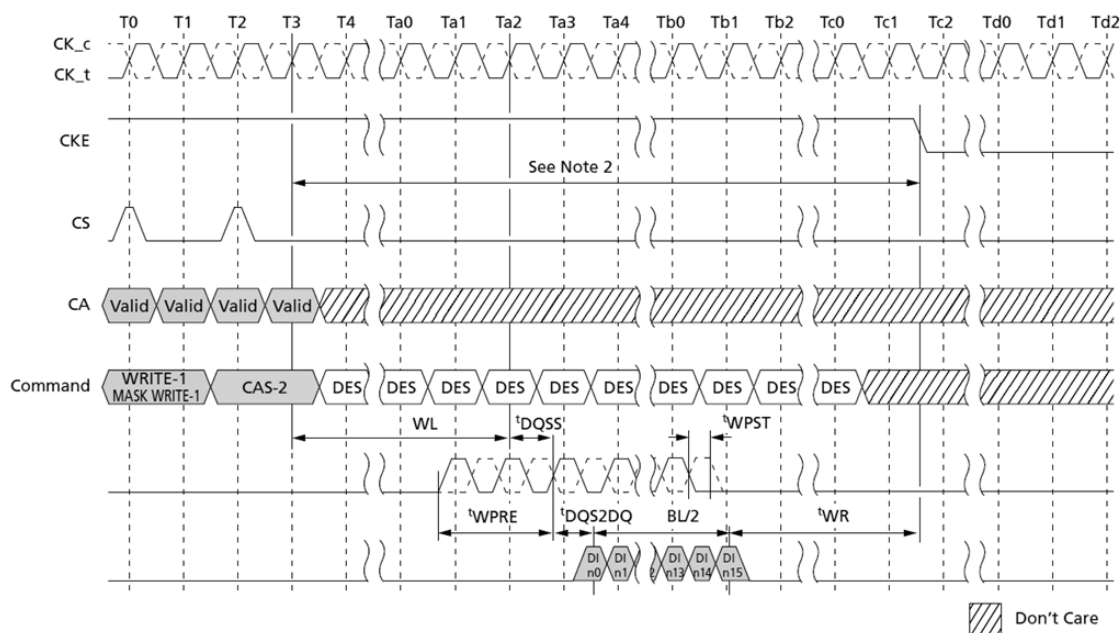 T0 T1 T2 T3 T4 Ta0 Ta1 Ta2 Ta3 Ta4 Tb0 Tb1 Tb2 Tc0 Tc1 Tc2 Td0 Td1 Td2
CK_c
CK_t
CKE
See Note 2
CS
CA Valid Valid Valid Valid
Command WRITE-1 MASK WRITE-1 CAS-2 DES DES DES DES DES DES DES DES DES DES
WL tDQSS tWPST
tWPRE tDQS2DQ BL/2 tWR
DI n0 DI n1 2 DI n13 DI n14 DI n15
Don't Care